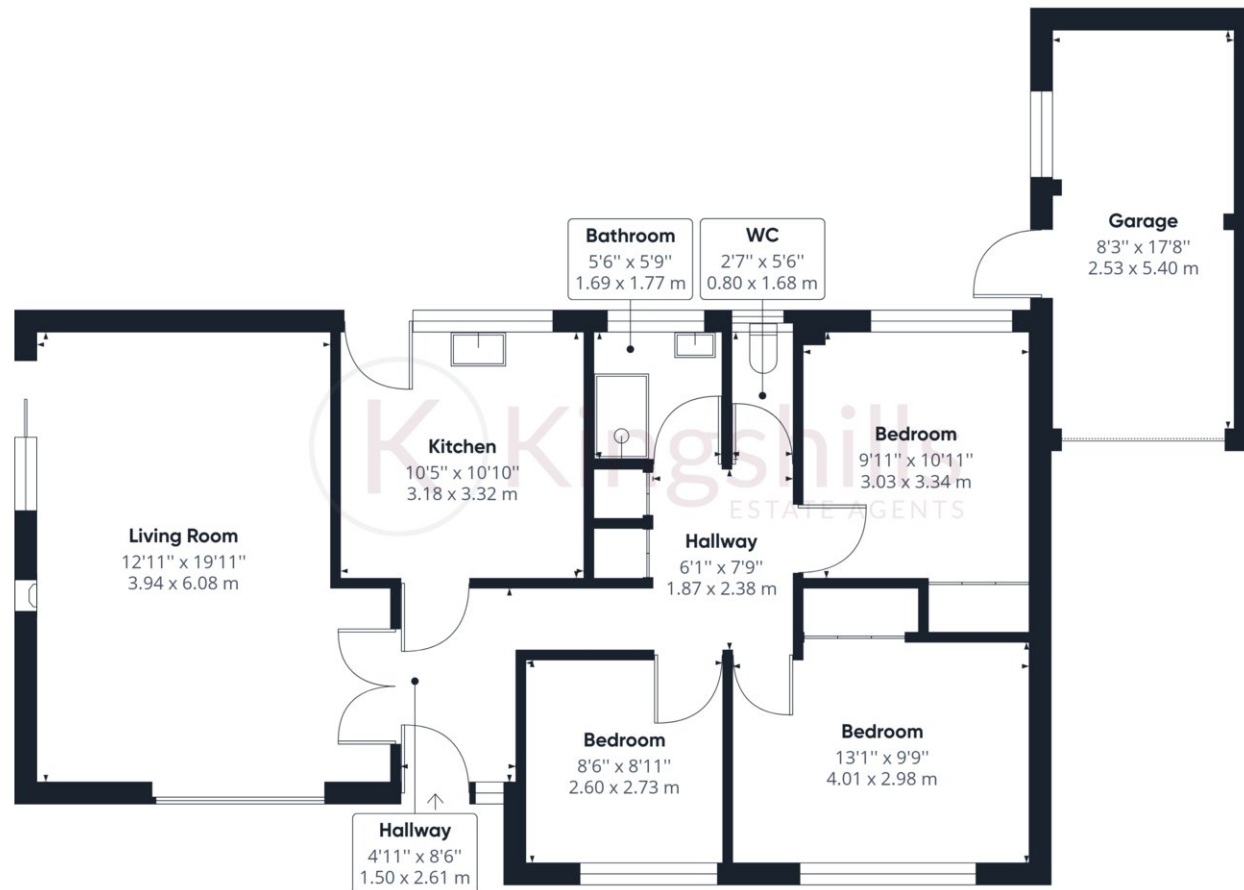 Garage
8'3" x 17'8"
2.53 x 5.40 m
Bathroom
5'6" x 5'9"
1.69 x 1.77 m
WC
2'7" x 5'6"
0.80 x 1.68 m
Kitchen
10'5" x 10'10"
3.18 x 3.32 m
Bedroom
9'11" x 10'11"
3.03 x 3.34 m
K Kingshills
ESTATE AGENTS
Living Room
12'11" x 19'11"
3.94 x 6.08 m
Hallway
6'1" x 7'9"
1.87 x 2.38 m
Bedroom
8'6" x 8'11"
2.60 x 2.73 m
Bedroom
13'1" x 9'9"
4.01 x 2.98 m
Hallway
4'11" x 8'6"
1.50 x 2.61 m